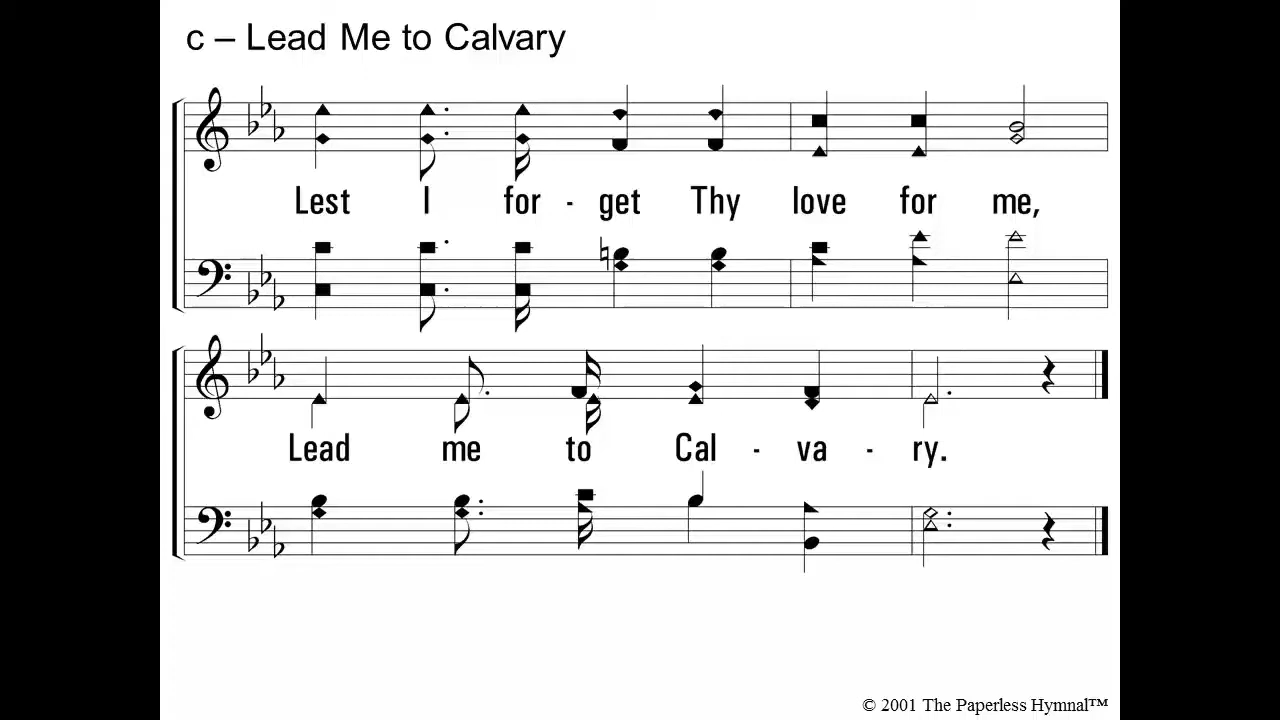 c – Lead Me to Calvary
Lest I for - get Thy love for me,
Lead me to Cal - va - ry.
© 2001 The Paperless Hymnal™